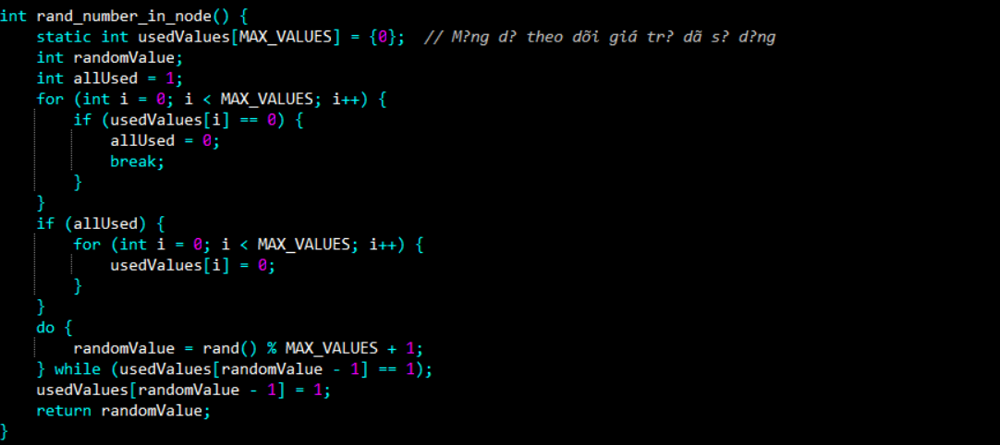 int rand_number_in_node() {
    static int usedValues[MAX_VALUES] = {0};  // M?ng d? theo dõi giá tr? dã s? d?ng
    int randomValue;
    int allUsed = 1;
    for (int i = 0; i < MAX_VALUES; i++) {
        if (usedValues[i] == 0) {
            allUsed = 0;
            break;
        }
    }
    if (allUsed) {
        for (int i = 0; i < MAX_VALUES; i++) {
            usedValues[i] = 0;
        }
    }
    do {
        randomValue = rand() % MAX_VALUES + 1;
    } while (usedValues[randomValue - 1] == 1);
    usedValues[randomValue - 1] = 1;
    return randomValue;
}